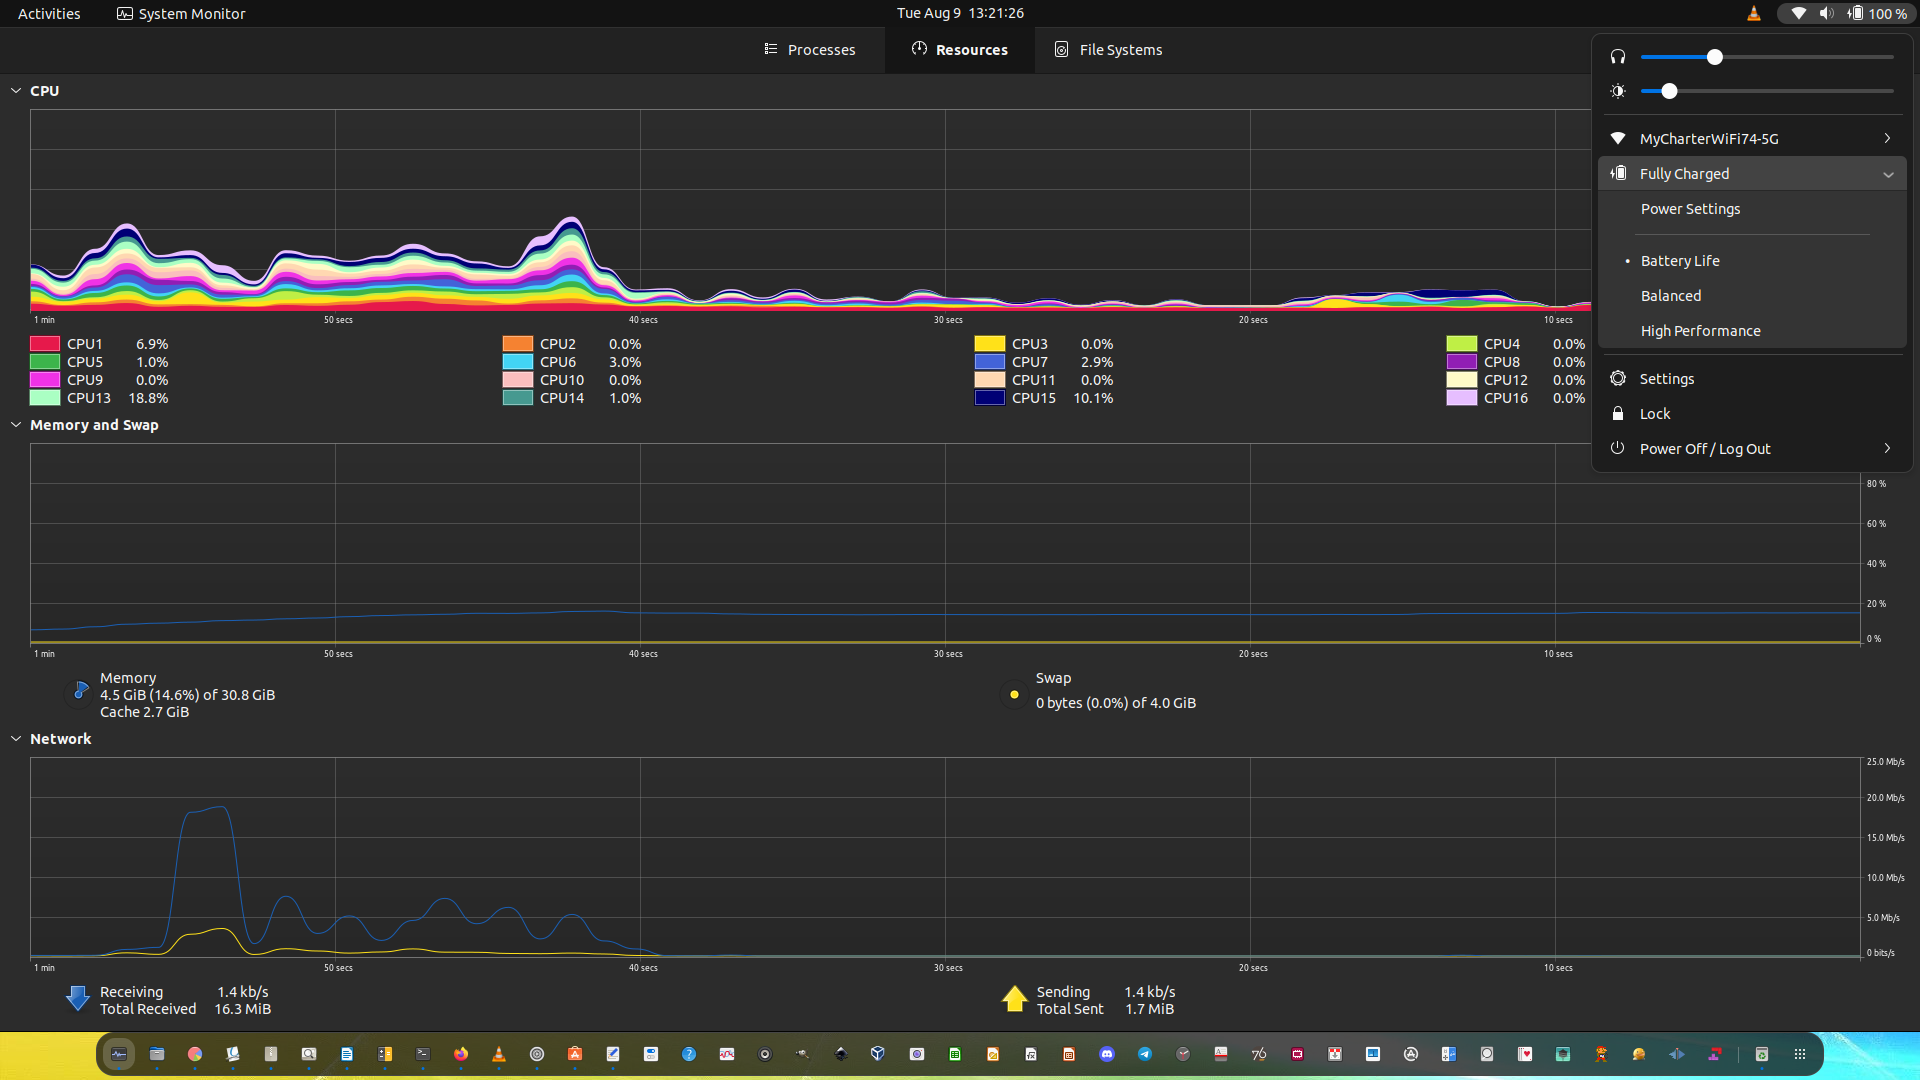 Activities
System Monitor
Tue Aug 9 13:21:26
100 %
Processes
Resources
File Systems
CPU
1 min
50 secs
40 secs
30 secs
20 secs
10 secs
CPU1 6.9%
CPU2 0.0%
CPU3 0.0%
CPU4 0.0%
CPU5 1.0%
CPU6 3.0%
CPU7 2.9%
CPU8 0.0%
CPU9 0.0%
CPU10 0.0%
CPU11 0.0%
CPU12 0.0%
CPU13 18.8%
CPU14 1.0%
CPU15 10.1%
CPU16 0.0%
MyCharterWiFi74-5G
Fully Charged
Power Settings
• Battery Life
Balanced
High Performance
Settings
Lock
Power Off / Log Out
Memory and Swap
80 %
60 %
40 %
20 %
0 %
1 min
50 secs
40 secs
30 secs
20 secs
10 secs
Memory
4.5 GiB (14.6%) of 30.8 GiB
Cache 2.7 GiB
Swap
0 bytes (0.0%) of 4.0 GiB
Network
25.0 Mb/s
20.0 Mb/s
15.0 Mb/s
10.0 Mb/s
5.0 Mb/s
0 bits/s
1 min
50 secs
40 secs
30 secs
20 secs
10 secs
Receiving 1.4 kb/s
Total Received 16.3 MiB
Sending 1.4 kb/s
Total Sent 1.7 MiB